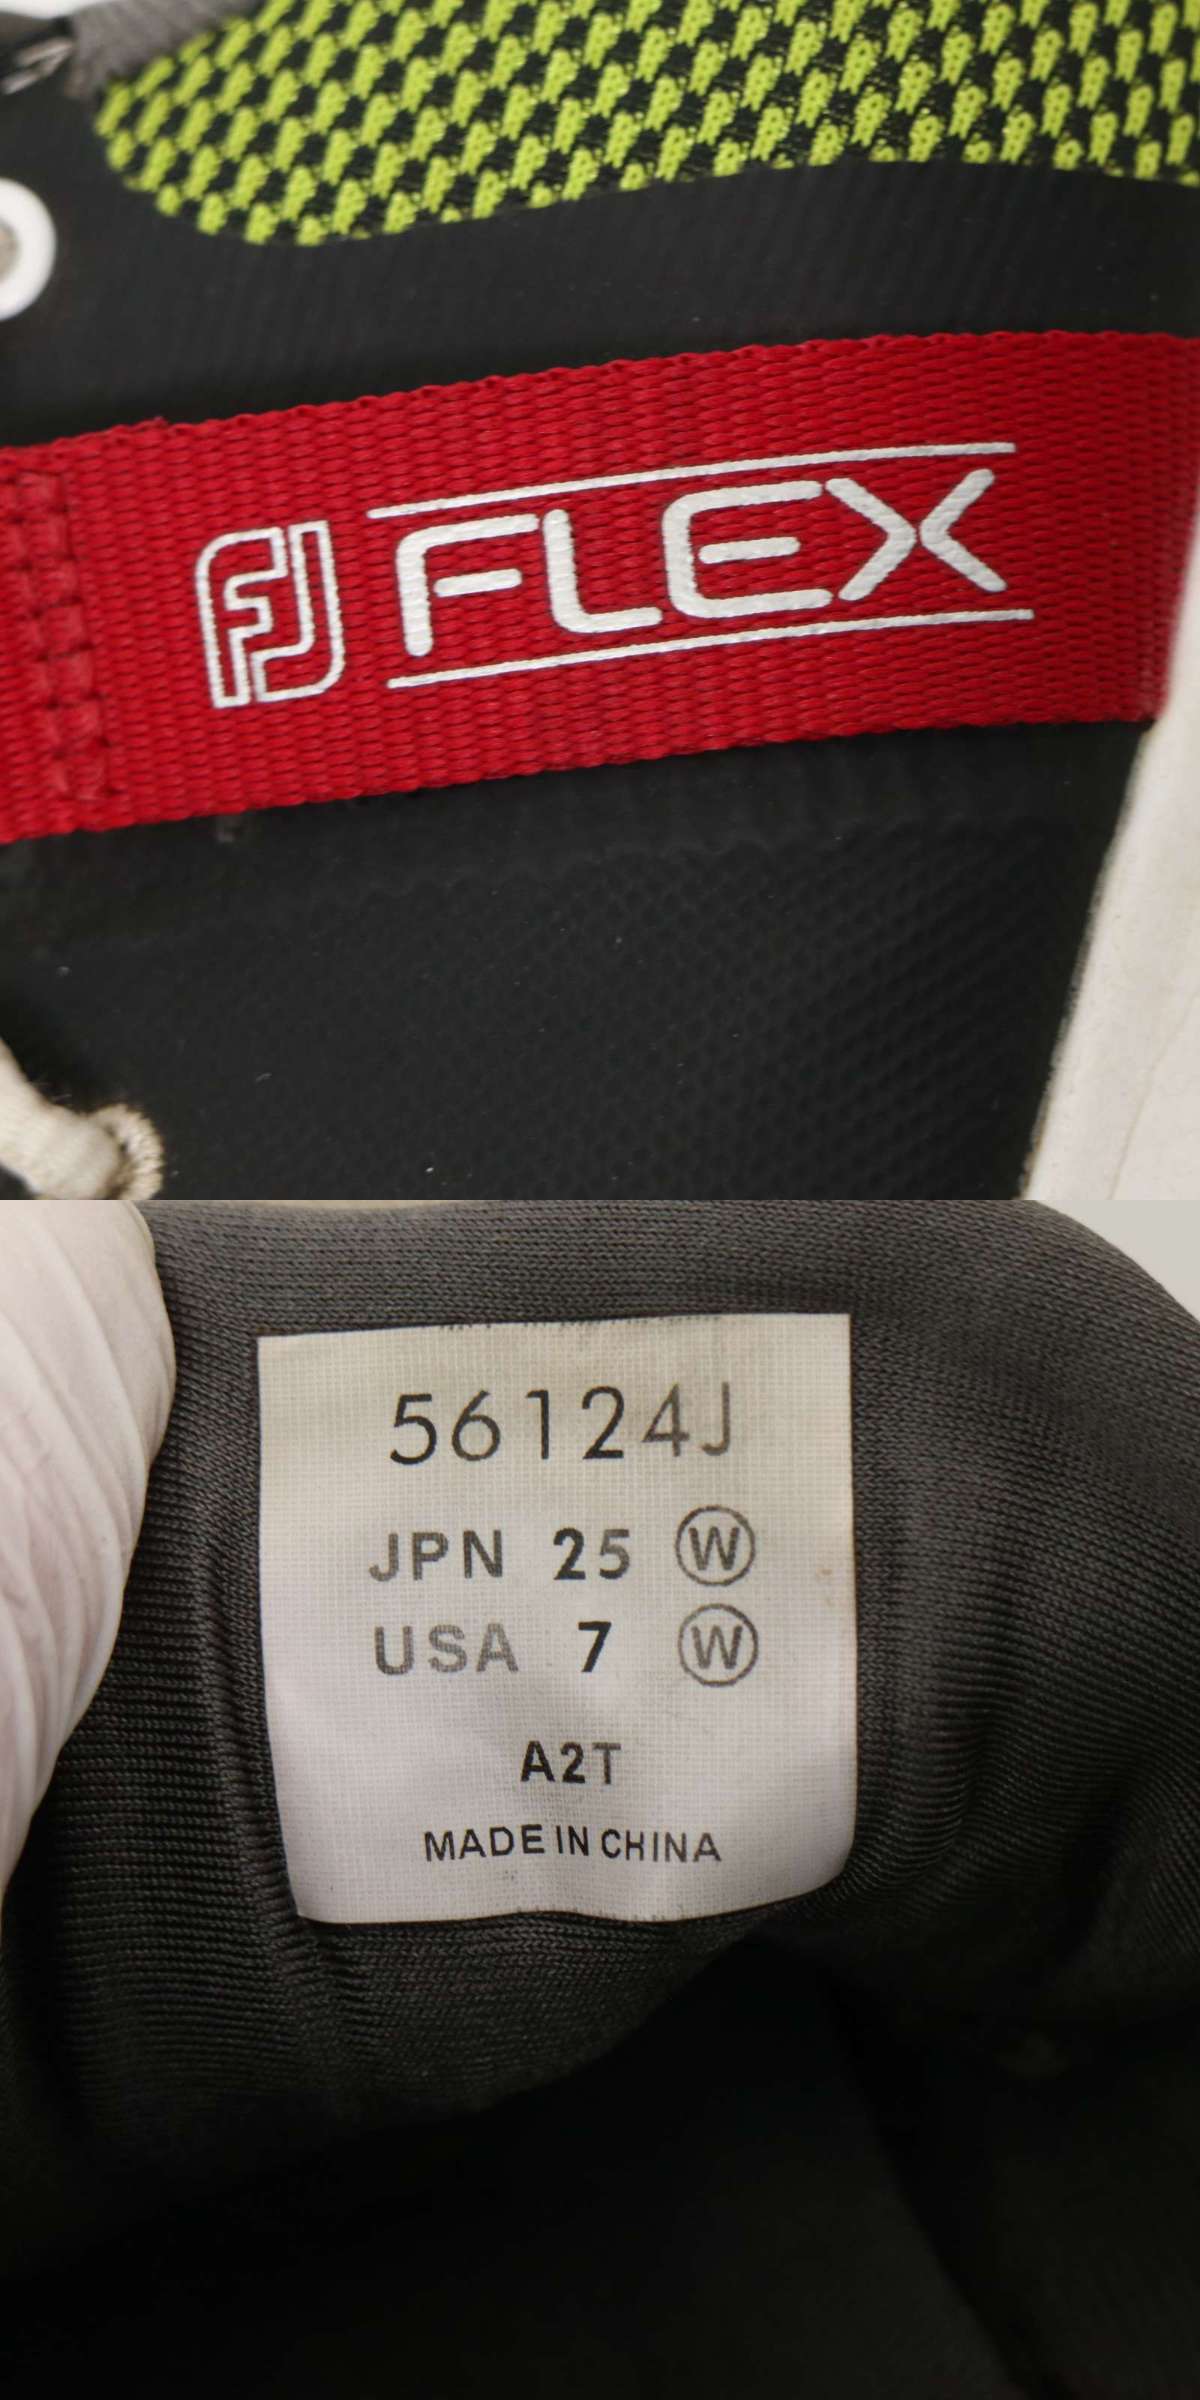 FJ FLEX
56124J
JPN 25 W
USA 7 W
A2T
MADE IN CHINA